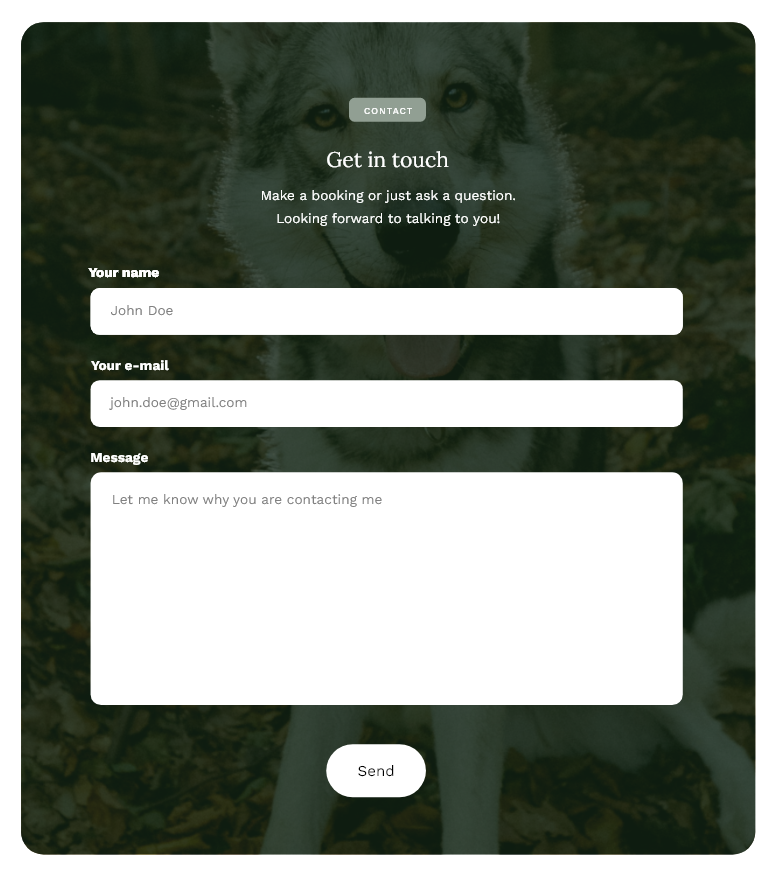 CONTACT
Get in touch
Make a booking or just ask a question.
Looking forward to talking to you!
Your name
John Doe
Your e-mail
john.doe@gmail.com
Message
Let me know why you are contacting me
Send